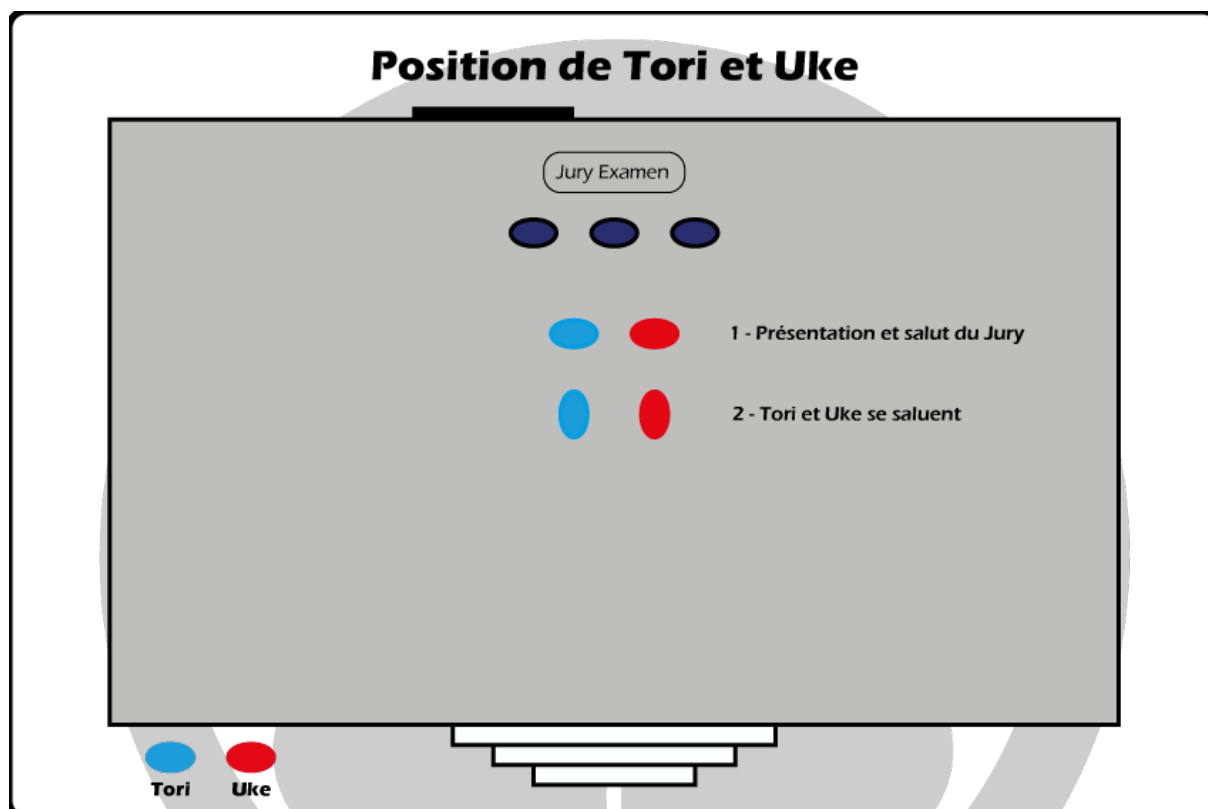 Position de Tori et Uke
Jury Examen
1 - Présentation et salut du Jury
2 - Tori et Uke se saluent
Tori
Uke